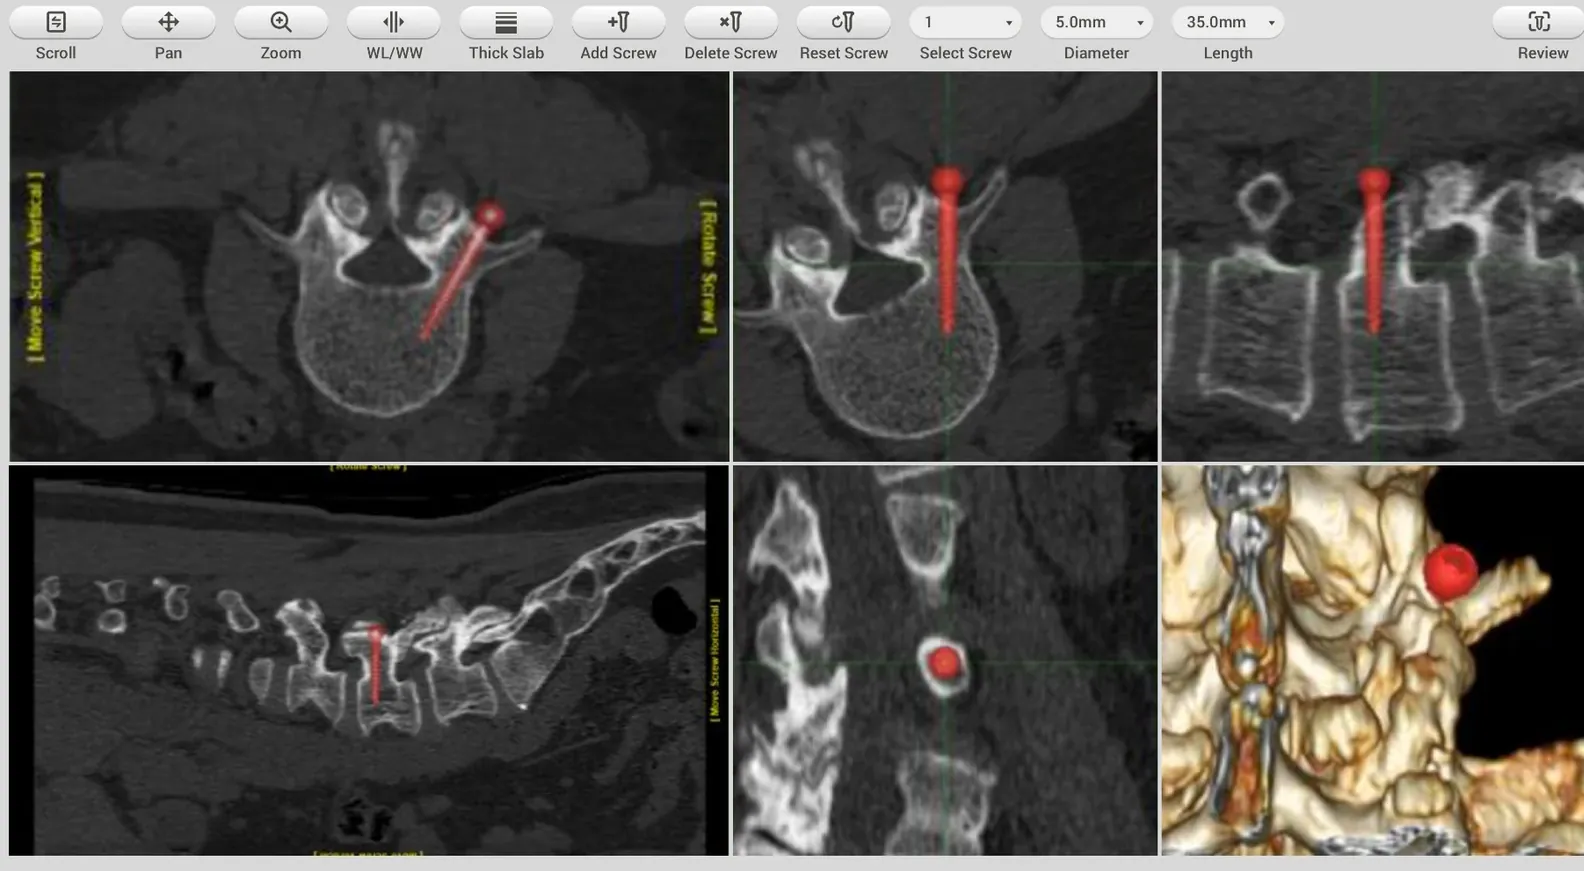 1
5.0mm
35.0mm
Scroll
Pan
Zoom
WL/WW
Thick Slab
Add Screw
Delete Screw
Reset Screw
Select Screw
Diameter
Length
Review
[ Move Screw Vertical ]
[ Rotate Screw ]
[ Rotate Screw ]
[ Move Screw Horizontal ]